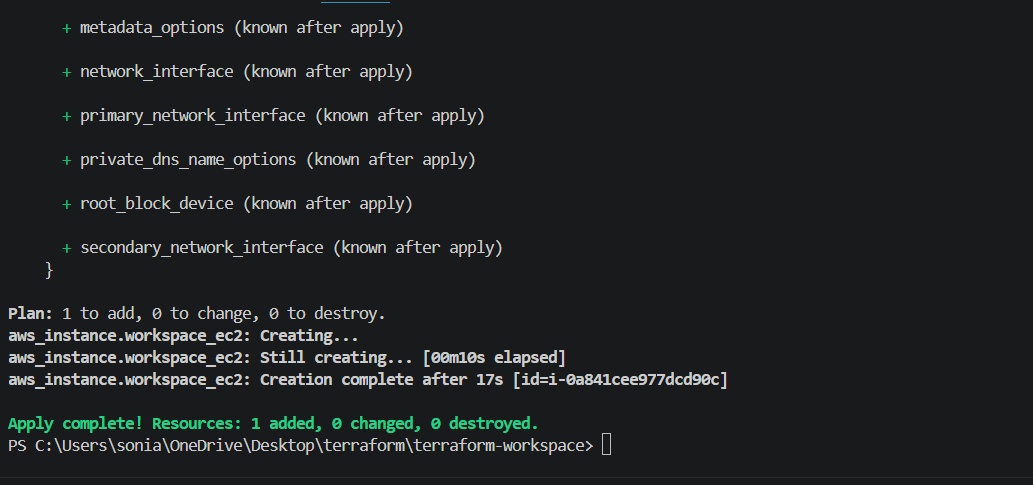 + metadata_options (known after apply)
+ network_interface (known after apply)
+ primary_network_interface (known after apply)
+ private_dns_name_options (known after apply)
+ root_block_device (known after apply)
+ secondary_network_interface (known after apply)
}
Plan: 1 to add, 0 to change, 0 to destroy.
aws_instance.workspace_ec2: Creating...
aws_instance.workspace_ec2: Still creating... [00m10s elapsed]
aws_instance.workspace_ec2: Creation complete after 17s [id=i-0a841cee977dcd90c]
Apply complete! Resources: 1 added, 0 changed, 0 destroyed.
PS C:\Users\sonia\OneDrive\Desktop\terraform\terraform-workspace>